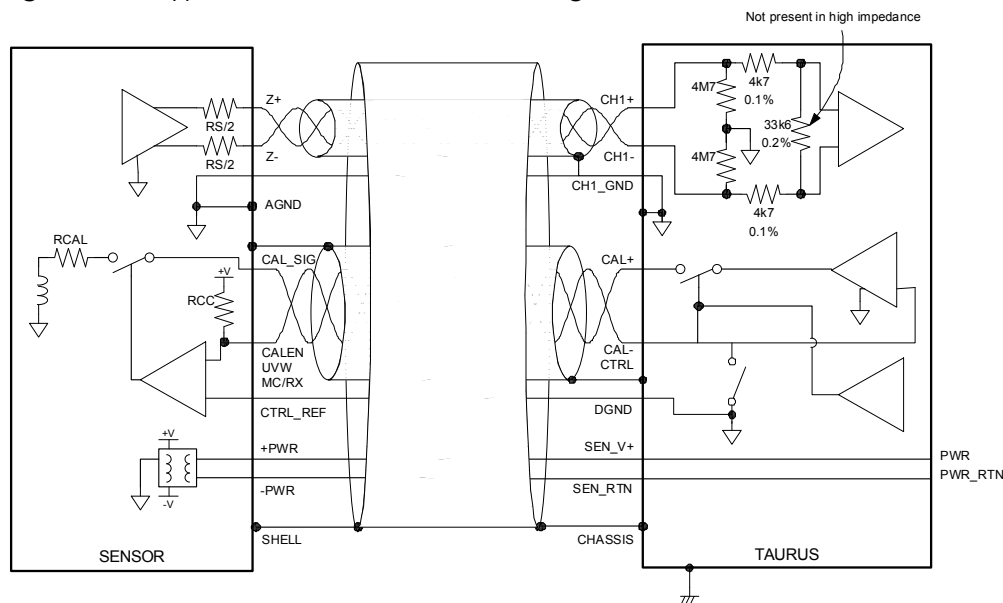 Not present in high impedance
Z+
RS/2
RS/2
Z-
AGND
CH1+
CH1-
CH1_GND
4M7
4M7
4k7
0.1%
33k6
0.2%
4k7
0.1%
RCAL
+V
RCC
CAL_SIG
CALEN
UVW
MC/RX
CTRL_REF
CAL+
CAL-
CTRL
DGND
+V
-V
+PWR
-PWR
SEN_V+
SEN_RTN
PWR
PWR_RTN
SHELL
CHASSIS
SENSOR
TAURUS